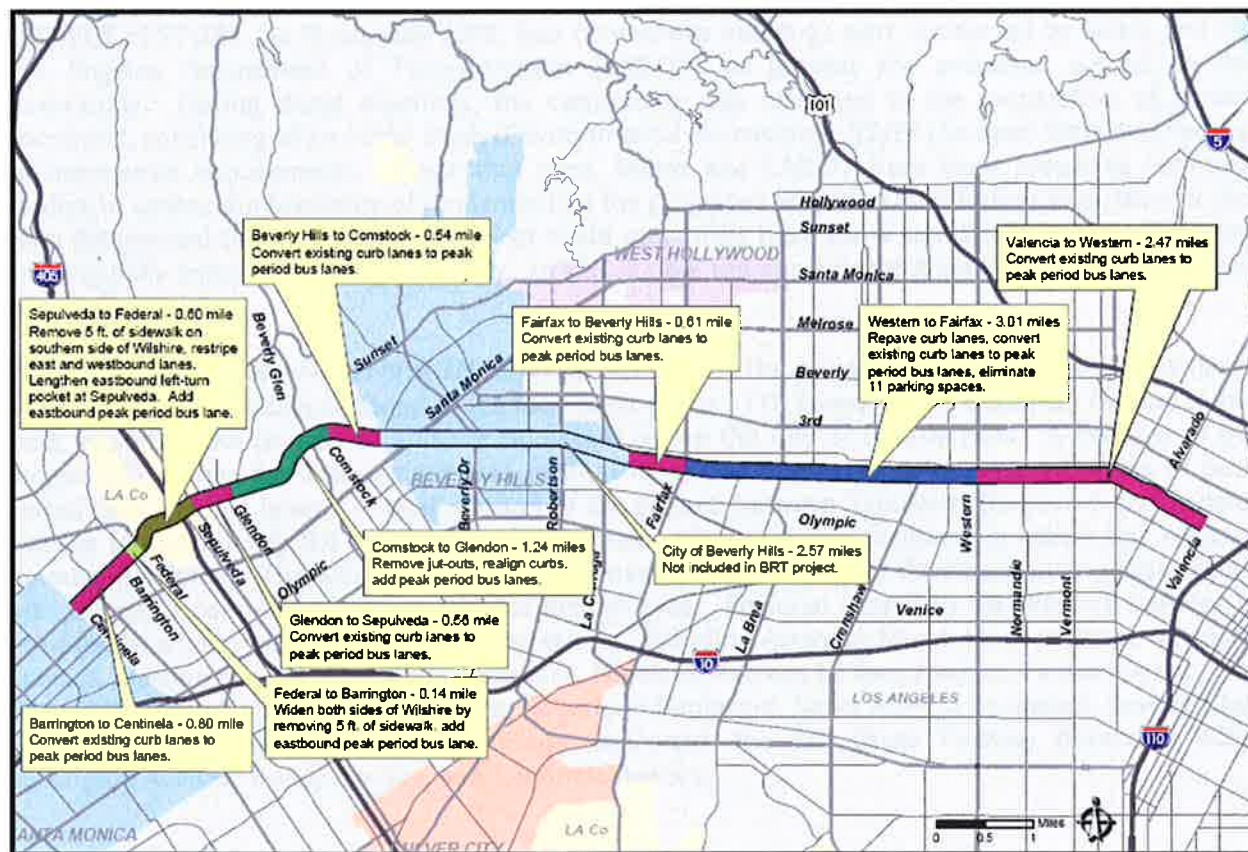 101
5
Hollywood
Sunset
Beverly Hills to Comstock - 0.54 mile
Convert existing curb lanes to peak
period bus lanes.
WEST HOLLYWOOD
Valencia to Western - 2.47 miles
Convert existing curb lanes to
peak period bus lanes.
405
Santa Monica
Sepulveda to Federal - 0.60 mile
Remove 5 ft. of sidewalk on
southern side of Wilshire, restripe
east and westbound lanes.
Lengthen eastbound left-turn
pocket at Sepulveda. Add
eastbound peak period bus lane.
Beverly Glen
Sunset
Santa Monica
Fairfax to Beverly Hills - 0.61 mile
Convert existing curb lanes to
peak period bus lanes.
Melrose
Beverly
3rd
Western to Fairfax - 3.01 miles
Repave curb lanes, convert
existing curb lanes to peak
period bus lanes, eliminate
11 parking spaces.
Alvarado
LA Co
Comstock
BEVERLY HILLS
Beverly Dr
Robertson
Fairfax
Olympic
Western
Valencia
Glendon
Sepulveda
Federal
Barrington
Centinela
Olympic
Comstock to Glendon - 1.24 miles
Remove jut-outs, realign curbs,
add peak period bus lanes.
City of Beverly Hills - 2.57 miles
Not included in BRT project.
Glendon to Sepulveda - 0.56 mile
Convert existing curb lanes to
peak period bus lanes.
La Brea
Crenshaw
Venice
Normandie
Vermont
10
Federal to Barrington - 0.14 mile
Widen both sides of Wilshire by
removing 5 ft. of sidewalk, add
eastbound peak period bus lane.
LOS ANGELES
Barrington to Centinela - 0.80 mile
Convert existing curb lanes to
peak period bus lanes.
110
ANTA MONICA
LA Co
Miles
0 0.5 1